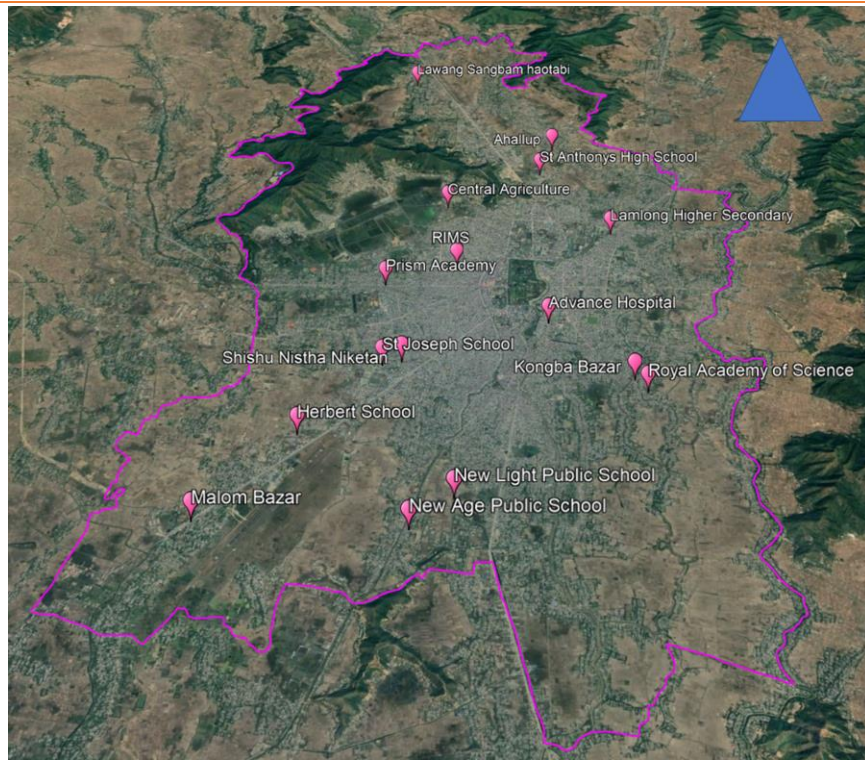 Lawang Sangbam haotabi
Ahallup
St Anthonys High School
Central Agriculture
Lamlong Higher Secondary
RIMS
Prism Academy
Advance Hospital
St Joseph School
Shishu Nistha Niketan
Kongba Bazar
Royal Academy of Science
Herbert School
New Light Public School
Malom Bazar
New Age Public School